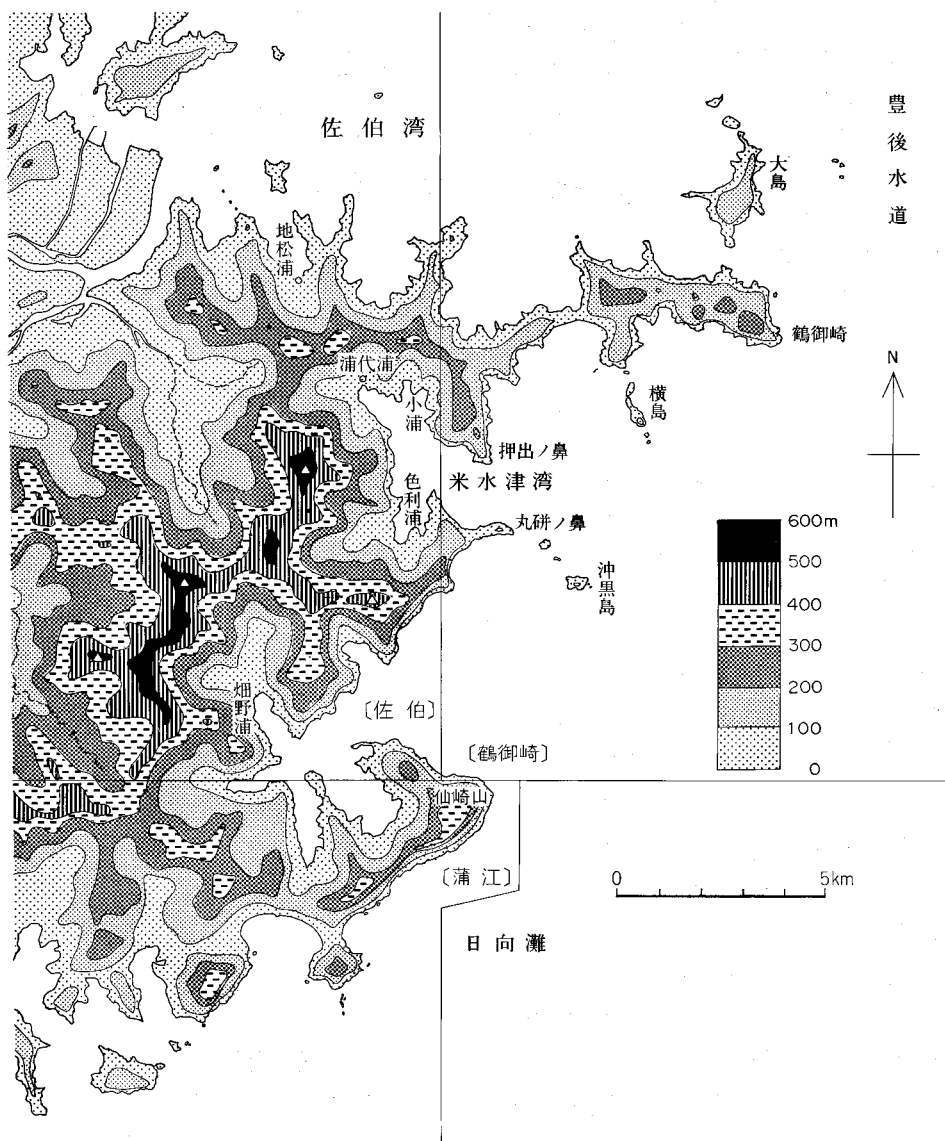 佐伯湾
豊後水道
大島
地松浦
鶴御崎
浦代浦
小浦
横島
N
押出ノ鼻
色利浦
米水津湾
丸硑ノ鼻
沖黒島
600m
500
400
300
200
100
0
畑野浦
〔佐伯〕
〔鶴御崎〕
仙崎山
〔蒲江〕
0 5km
日向灘